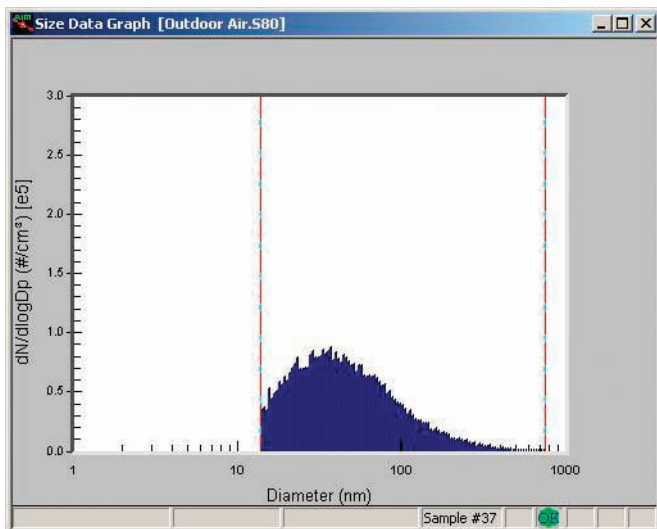 Size Data Graph [Outdoor Air.S80]
dN/dlogDp (#/cm³) [e5]
3.0
2.5
2.0
1.5
1.0
0.5
0.0
1 10 100 1000
Diameter (nm)
Sample #37